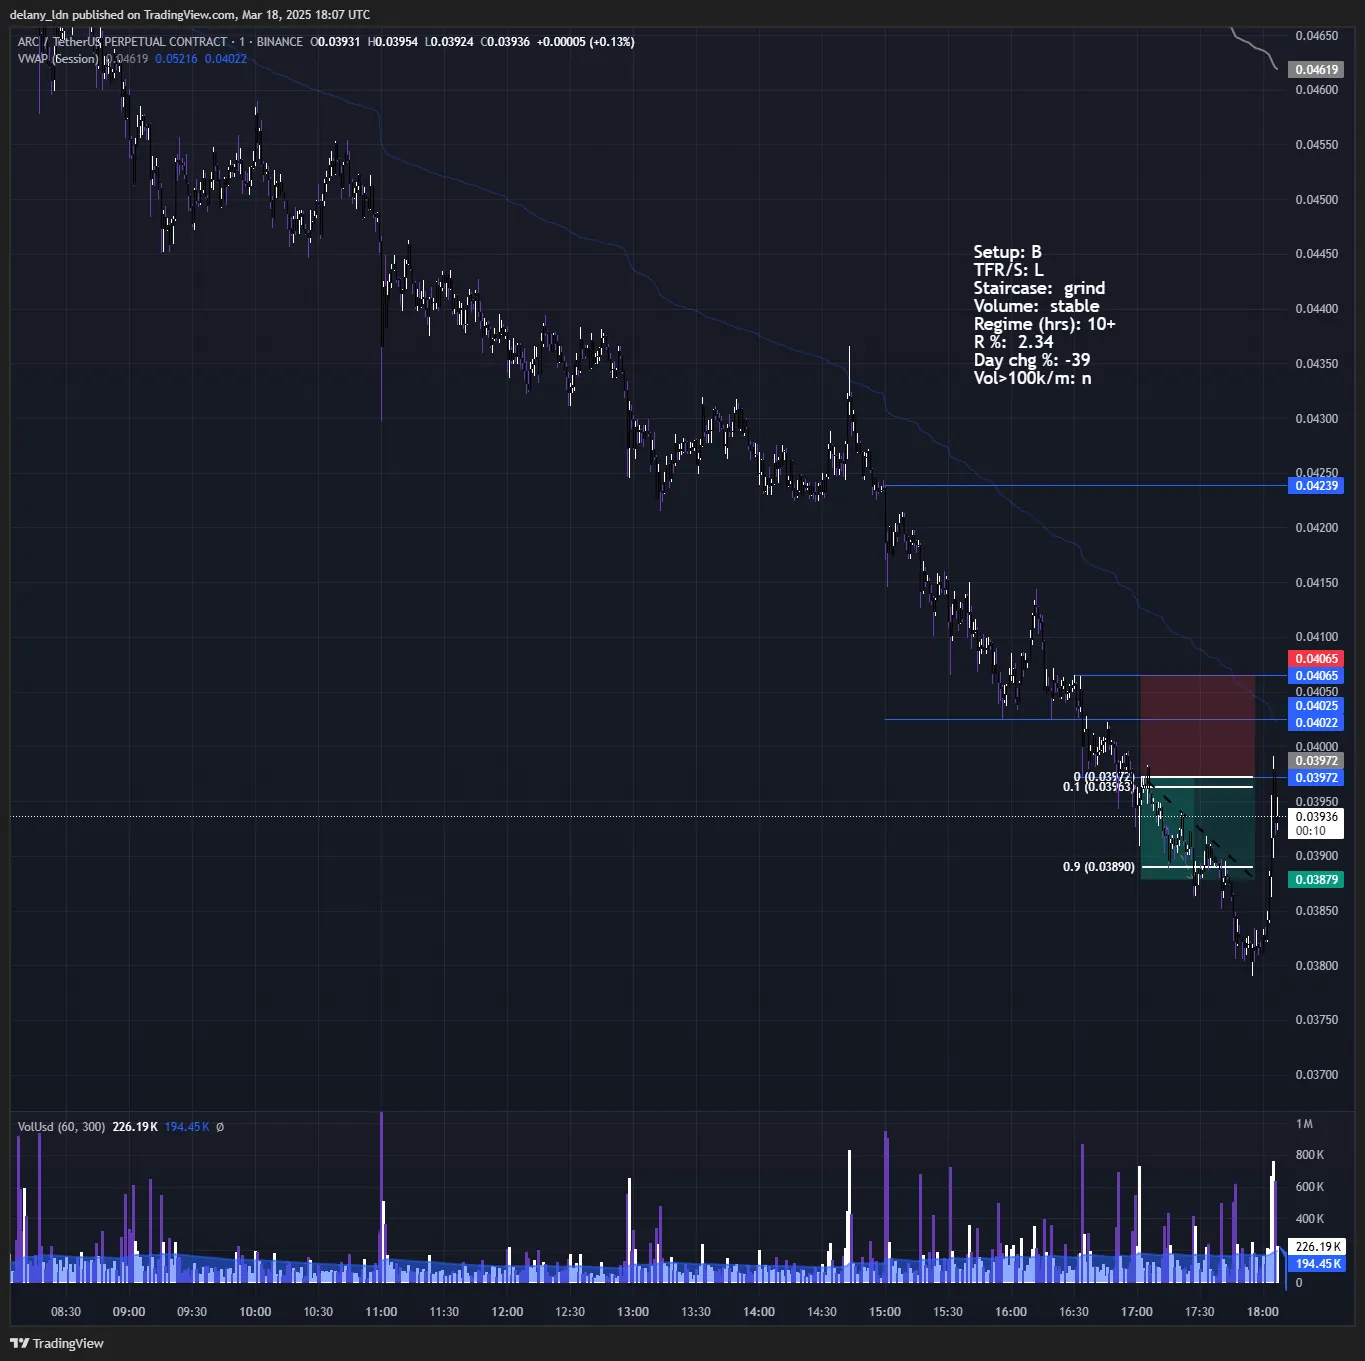 delany_ldn published on TradingView.com, Mar 18, 2025 18:07 UTC
ARC / TetherUS PERPETUAL CONTRACT · 1 · BINANCE O0.03931 H0.03954 L0.03924 C0.03936 +0.00005 (+0.13%)
VWAP (Session) 0.04619 0.05216 0.04022
0.04650
0.04619
0.04600
0.04550
0.04500
0.04450
0.04400
0.04350
0.04300
0.04250
0.04239
0.04200
0.04150
0.04100
0.04065
0.04065
0.04050
0.04025
0.04022
0.04000
0.03972
0.03972
0.03950
0.03936
00:10
0.03900
0.03879
0.03850
0.03800
0.03750
0.03700
Setup: B
TFR/S: L
Staircase: grind
Volume: stable
Regime (hrs): 10+
R %: 2.34
Day chg %: -39
Vol>100k/m: n
0 (0.03972)
0.1 (0.03963)
0.9 (0.03890)
VolUsd (60, 300) 226.19K 194.45K Ø
1M
800K
600K
400K
226.19K
194.45K
0
08:30 09:00 09:30 10:00 10:30 11:00 11:30 12:00 12:30 13:00 13:30 14:00 14:30 15:00 15:30 16:00 16:30 17:00 17:30 18:00
TradingView